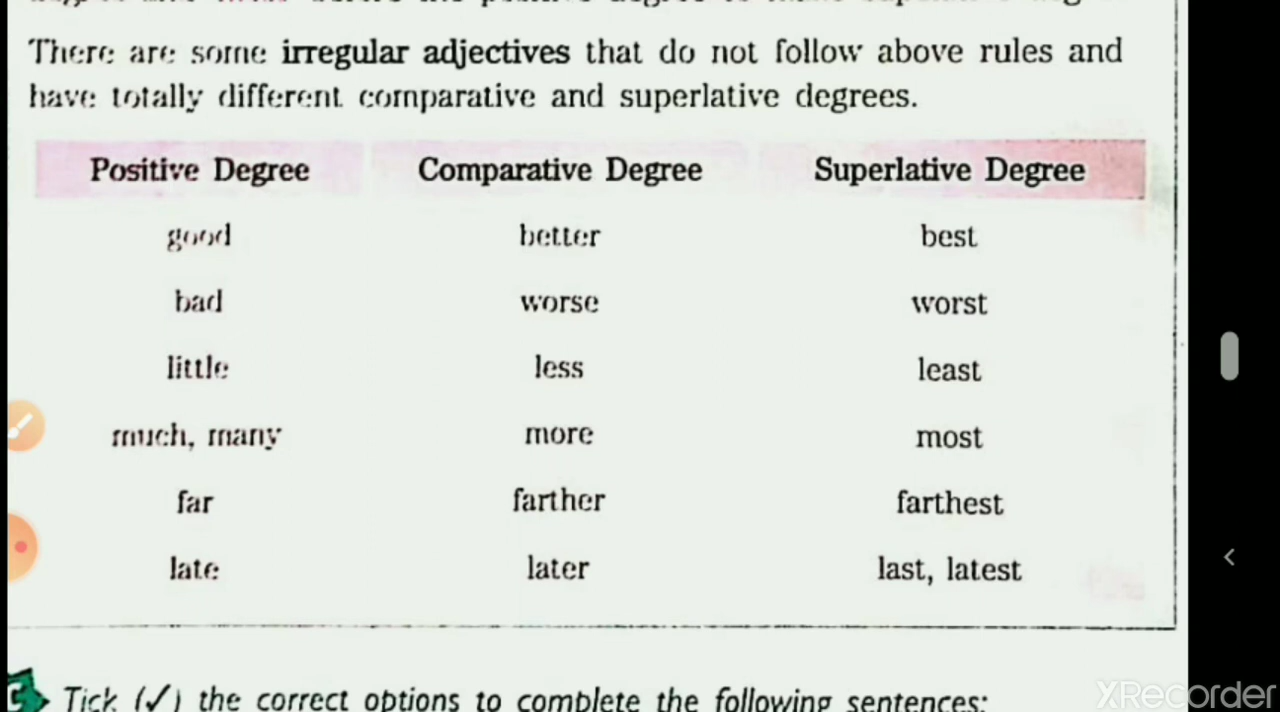 There are some irregular adjectives that do not follow above rules and
have totally different comparative and superlative degrees.
Positive Degree Comparative Degree Superlative Degree
good better best
bad worse worst
little less least
much, many more most
far farther farthest
late later last, latest
C Tick (✓) the correct options to complete the following sentences:
XRecorder